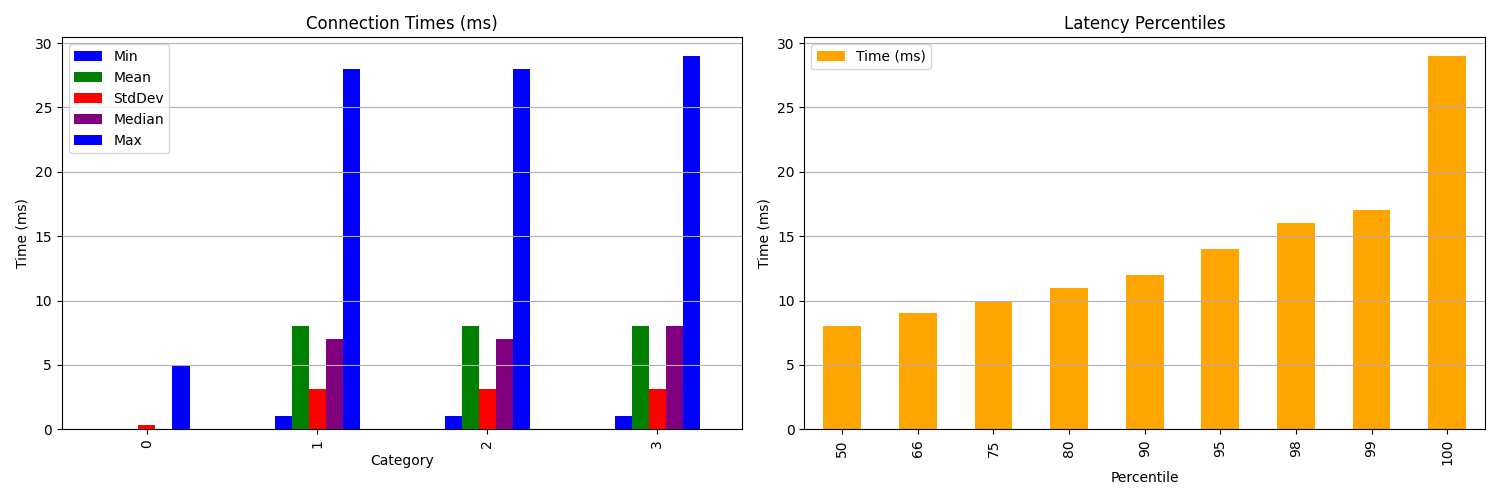 Connection Times (ms)
30
25
20
15
10
5
0
Time (ms)
Min
Mean
StdDev
Median
Max
0
1
2
3
Category
Latency Percentiles
30
25
20
15
10
5
0
Time (ms)
Time (ms)
50
66
75
80
90
95
98
99
100
Percentile